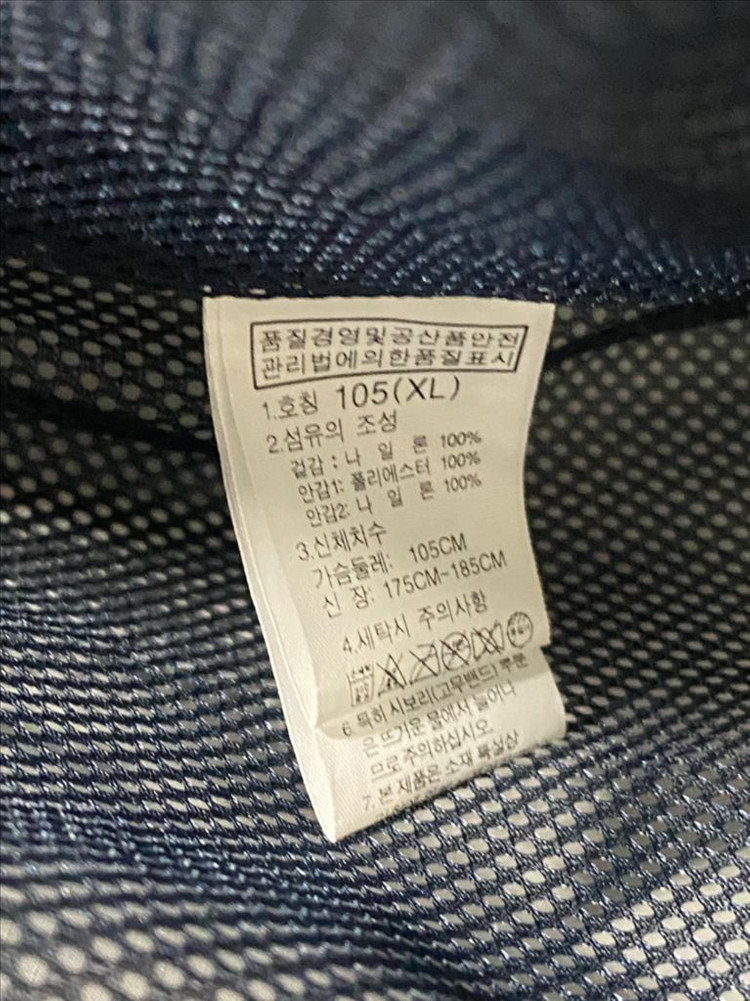 품질경영및공산품안전
관리법에의한품질표시
1.호칭 105(XL)
2.섬유의 조성
겉감 : 나 일 론 100%
안감1: 폴리에스터 100%
안감2: 나 일 론 100%
3.신체치수
가슴둘레: 105CM
신 장: 175CM~185CM
4.세탁시 주의사항
6.특히 시보리(고무밴드) 부분
은 뜨거운 물에서 늘어나
므로 주의하십시오
7.본 제품은 소재 특성상